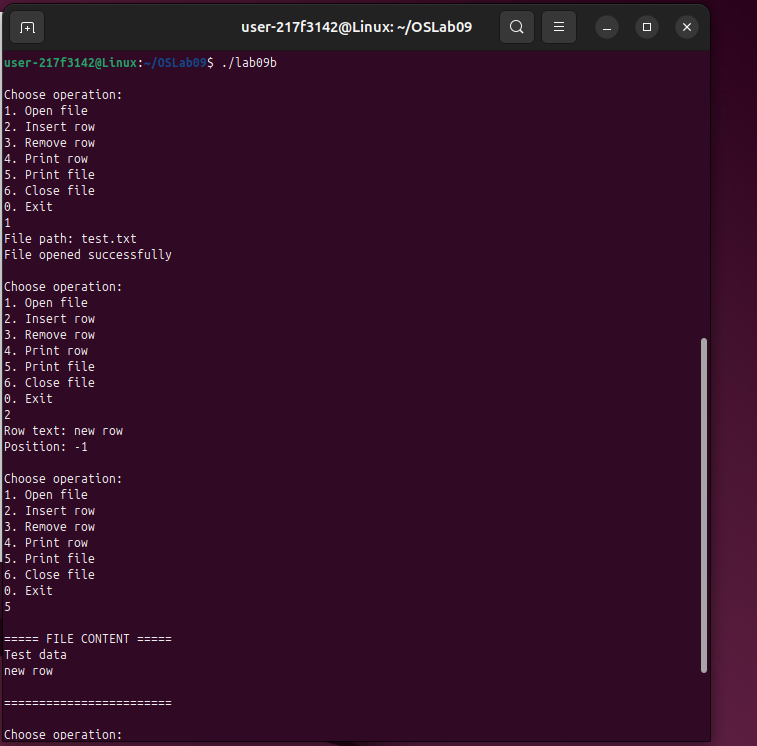 user-217f3142@Linux: ~/OSLab09
user-217f3142@Linux:~/OSLab09$ ./lab09b
Choose operation:
1. Open file
2. Insert row
3. Remove row
4. Print row
5. Print file
6. Close file
0. Exit
1
File path: test.txt
File opened successfully
Choose operation:
1. Open file
2. Insert row
3. Remove row
4. Print row
5. Print file
6. Close file
0. Exit
2
Row text: new row
Position: -1
Choose operation:
1. Open file
2. Insert row
3. Remove row
4. Print row
5. Print file
6. Close file
0. Exit
5
===== FILE CONTENT =====
Test data
new row
========================
Choose operation: